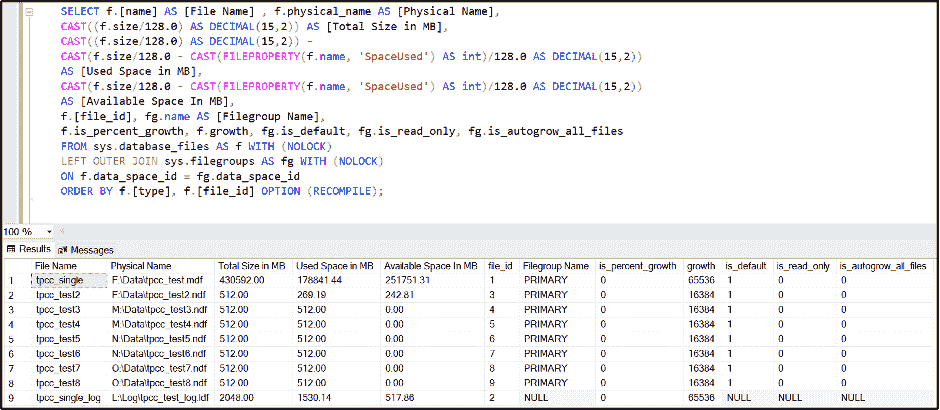 SELECT f.[name] AS [File Name] , f.physical_name AS [Physical Name],
CAST((f.size/128.0) AS DECIMAL(15,2)) AS [Total Size in MB],
CAST((f.size/128.0) AS DECIMAL(15,2)) -
CAST(f.size/128.0 - CAST(FILEPROPERTY(f.name, 'SpaceUsed') AS int)/128.0 AS DECIMAL(15,2))
AS [Used Space in MB],
CAST(f.size/128.0 - CAST(FILEPROPERTY(f.name, 'SpaceUsed') AS int)/128.0 AS DECIMAL(15,2))
AS [Available Space In MB],
f.[file_id], fg.name AS [Filegroup Name],
f.is_percent_growth, f.growth, fg.is_default, fg.is_read_only, fg.is_autogrow_all_files
FROM sys.database_files AS f WITH (NOLOCK)
LEFT OUTER JOIN sys.filegroups AS fg WITH (NOLOCK)
ON f.data_space_id = fg.data_space_id
ORDER BY f.[type], f.[file_id] OPTION (RECOMPILE);
100 %
Results Messages
File Name Physical Name Total Size in MB Used Space in MB Available Space In MB file_id Filegroup Name is_percent_growth growth is_default is_read_only is_autogrow_all_files
1 tpcc_single F:\Data\tpcc_test.mdf 430592.00 178841.44 251751.31 1 PRIMARY 0 65536 1 0 0
2 tpcc_test2 F:\Data\tpcc_test2.ndf 512.00 269.19 242.81 3 PRIMARY 0 16384 1 0 0
3 tpcc_test3 M:\Data\tpcc_test3.ndf 512.00 512.00 0.00 4 PRIMARY 0 16384 1 0 0
4 tpcc_test4 M:\Data\tpcc_test4.ndf 512.00 512.00 0.00 5 PRIMARY 0 16384 1 0 0
5 tpcc_test5 N:\Data\tpcc_test5.ndf 512.00 512.00 0.00 6 PRIMARY 0 16384 1 0 0
6 tpcc_test6 N:\Data\tpcc_test6.ndf 512.00 512.00 0.00 7 PRIMARY 0 16384 1 0 0
7 tpcc_test7 O:\Data\tpcc_test7.ndf 512.00 512.00 0.00 8 PRIMARY 0 16384 1 0 0
8 tpcc_test8 O:\Data\tpcc_test8.ndf 512.00 512.00 0.00 9 PRIMARY 0 16384 1 0 0
9 tpcc_single_log L:\Log\tpcc_test_log.ldf 2048.00 1530.14 517.86 2 NULL 0 65536 NULL NULL NULL